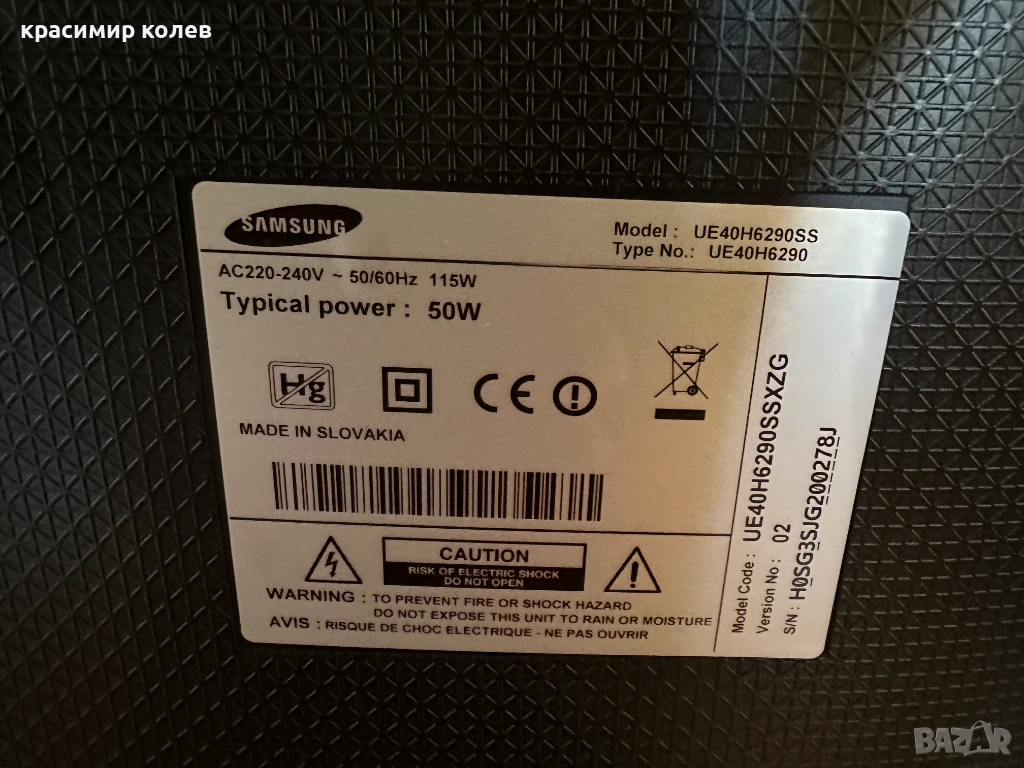 красимир колев
SAMSUNG
Model : UE40H6290SS
Type No.: UE40H6290
AC220-240V ~ 50/60Hz 115W
Typical power : 50W
Hg
CE
MADE IN SLOVAKIA
CAUTION
RISK OF ELECTRIC SHOCK
DO NOT OPEN
WARNING : TO PREVENT FIRE OR SHOCK HAZARD
DO NOT EXPOSE THIS UNIT TO RAIN OR MOISTURE
AVIS : RISQUE DE CHOC ELECTRIQUE - NE PAS OUVRIR
Model Code : UE40H6290SSXZG
Version No : 02
S/N : H0SG3SJG200278J
BAZAR